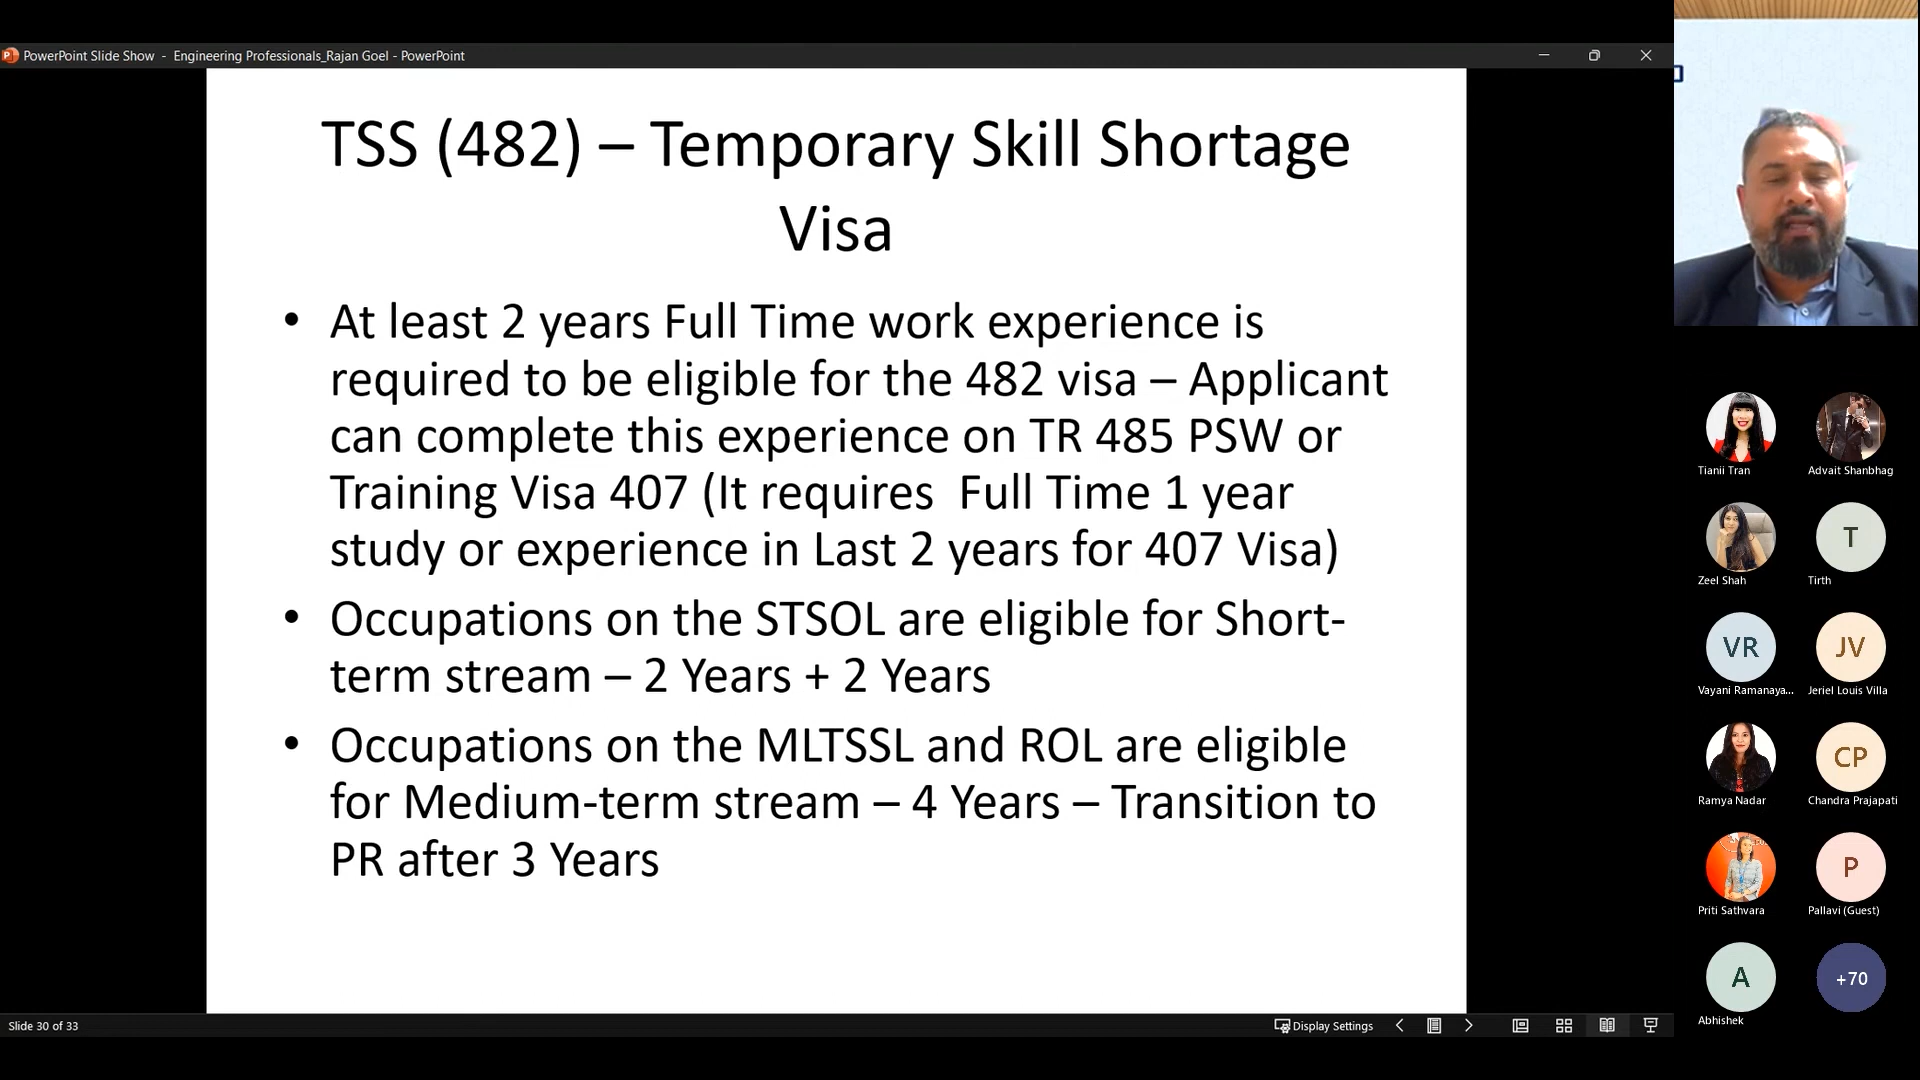 PowerPoint Slide Show - Engineering Professionals_Rajan Goel - PowerPoint
TSS (482) – Temporary Skill Shortage
Visa
• At least 2 years Full Time work experience is
required to be eligible for the 482 visa – Applicant
can complete this experience on TR 485 PSW or
Training Visa 407 (It requires  Full Time 1 year
study or experience in Last 2 years for 407 Visa)
• Occupations on the STSOL are eligible for Short-
term stream – 2 Years + 2 Years
• Occupations on the MLTSSL and ROL are eligible
for Medium-term stream – 4 Years – Transition to
PR after 3 Years
Slide 30 of 33
Display Settings
Tianii Tran
Advait Shanbhag
T
Zeel Shah
Tirth
VR
JV
Vayani Ramanaya...
Jeriel Louis Villa
CP
Ramya Nadar
Chandra Prajapati
P
Priti Sathvara
Pallavi (Guest)
A
+70
Abhishek